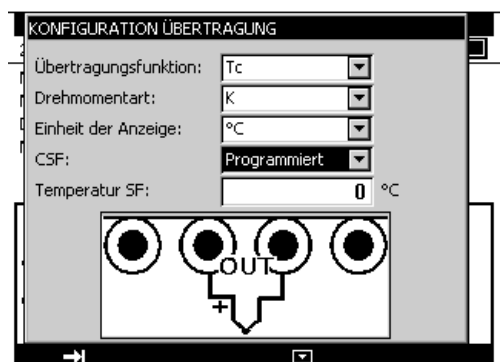 KONFIGURATION ÜBERTRAGUNG
Übertragungsfunktion: Tc
Drehmomentart: K
Einheit der Anzeige: °C
CSF: Programmiert
Temperatur SF: 0 °C
OUT
+